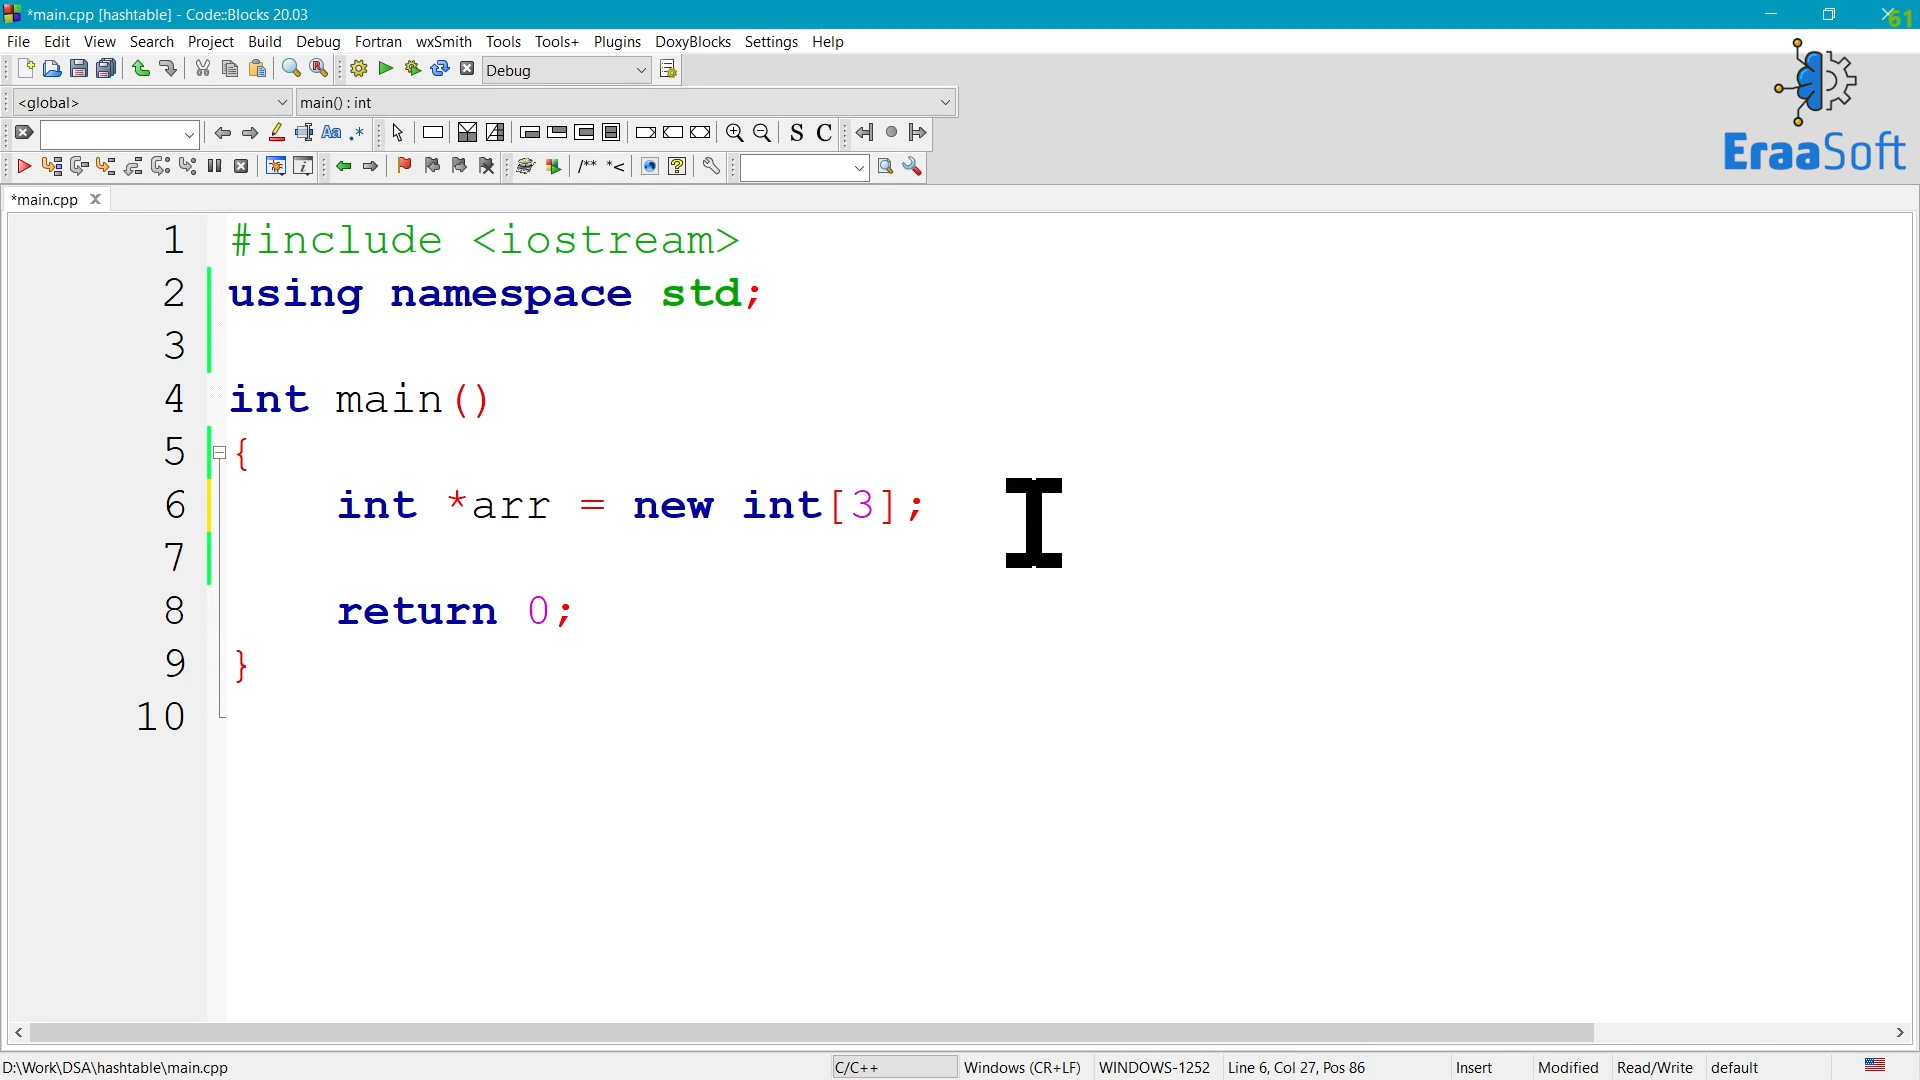 *main.cpp [hashtable] - Code::Blocks 20.03
61
File Edit View Search Project Build Debug Fortran wxSmith Tools Tools+ Plugins DoxyBlocks Settings Help
Debug
<global> main() : int
Aa .* S C
/** *<
EraaSoft
*main.cpp
1 #include <iostream>
2 using namespace std;
3
4 int main()
5 {
6 int *arr = new int[3];
7
8 return 0;
9 }
10
D:\Work\DSA\hashtable\main.cpp C/C++ Windows (CR+LF) WINDOWS-1252 Line 6, Col 27, Pos 86 Insert Modified Read/Write default